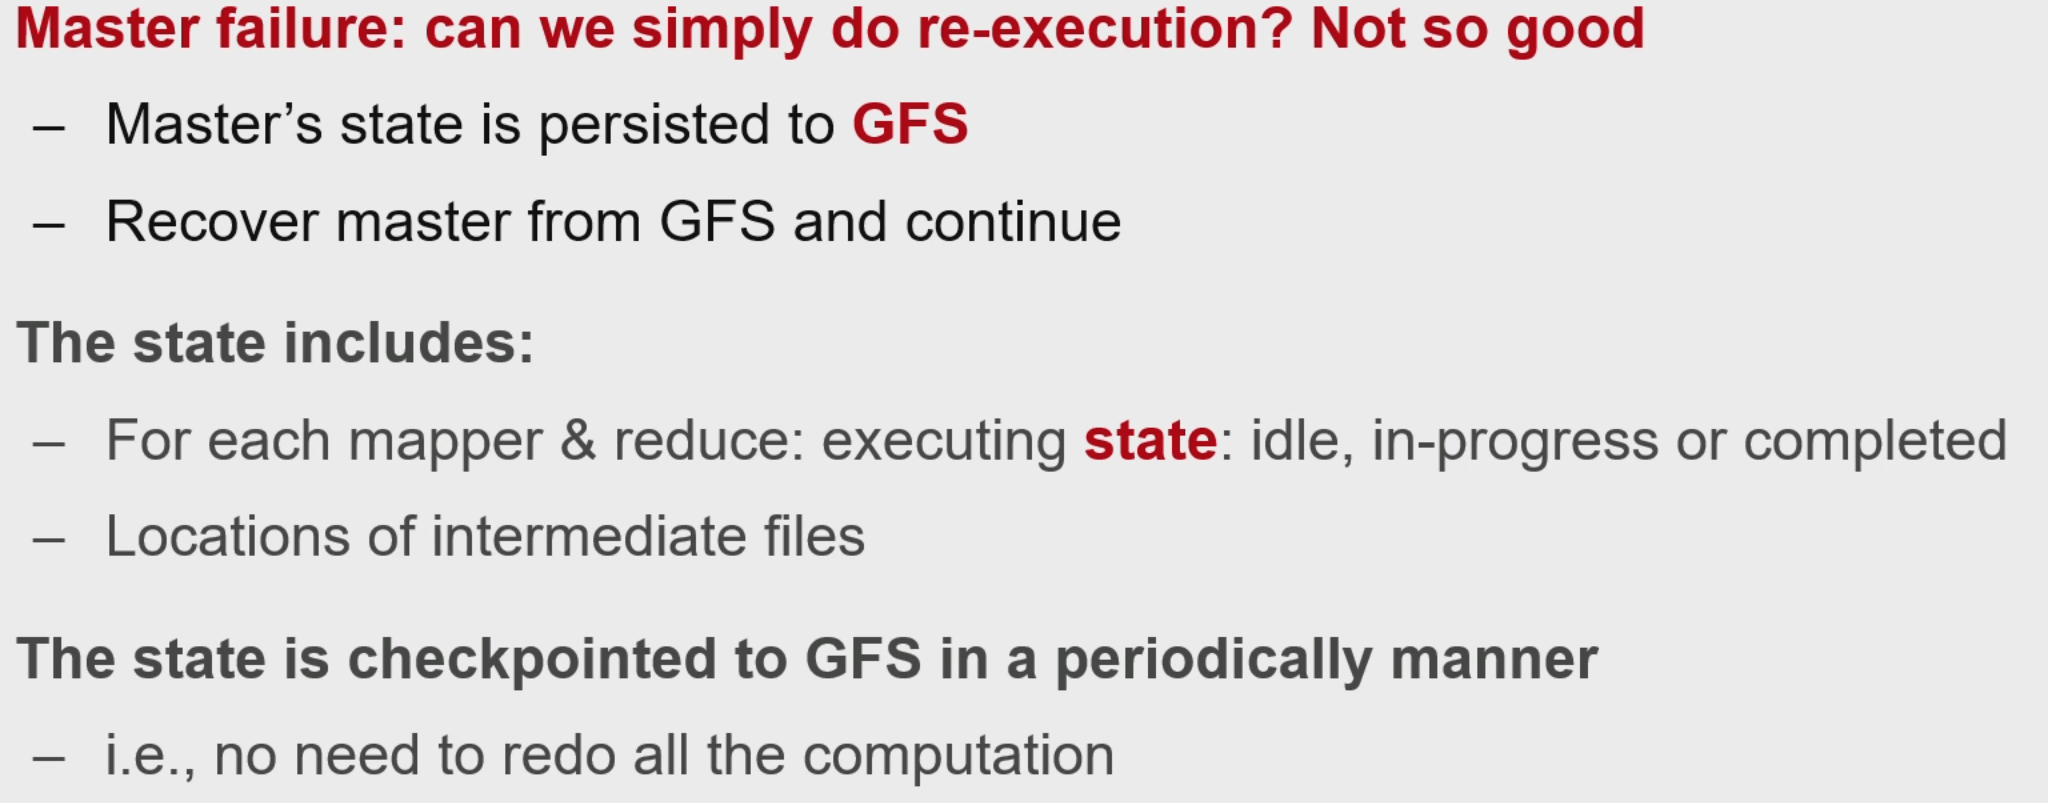 Master failure: can we simply do re-execution? Not so good
– Master’s state is persisted to GFS
– Recover master from GFS and continue
The state includes:
– For each mapper & reduce: executing state: idle, in-progress or completed
– Locations of intermediate files
The state is checkpointed to GFS in a periodically manner
– i.e., no need to redo all the computation